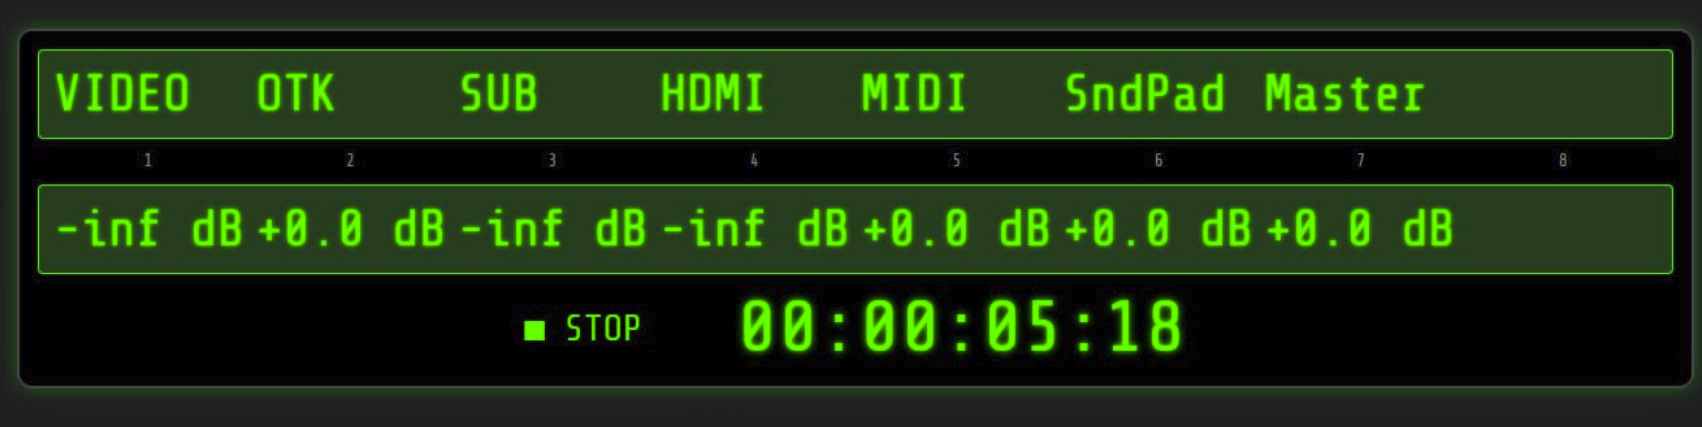 VIDEO OTK SUB HDMI MIDI SndPad Master
1 2 3 4 5 6 7 8
-inf dB +0.0 dB -inf dB -inf dB +0.0 dB +0.0 dB +0.0 dB
■ STOP 00:00:05:18